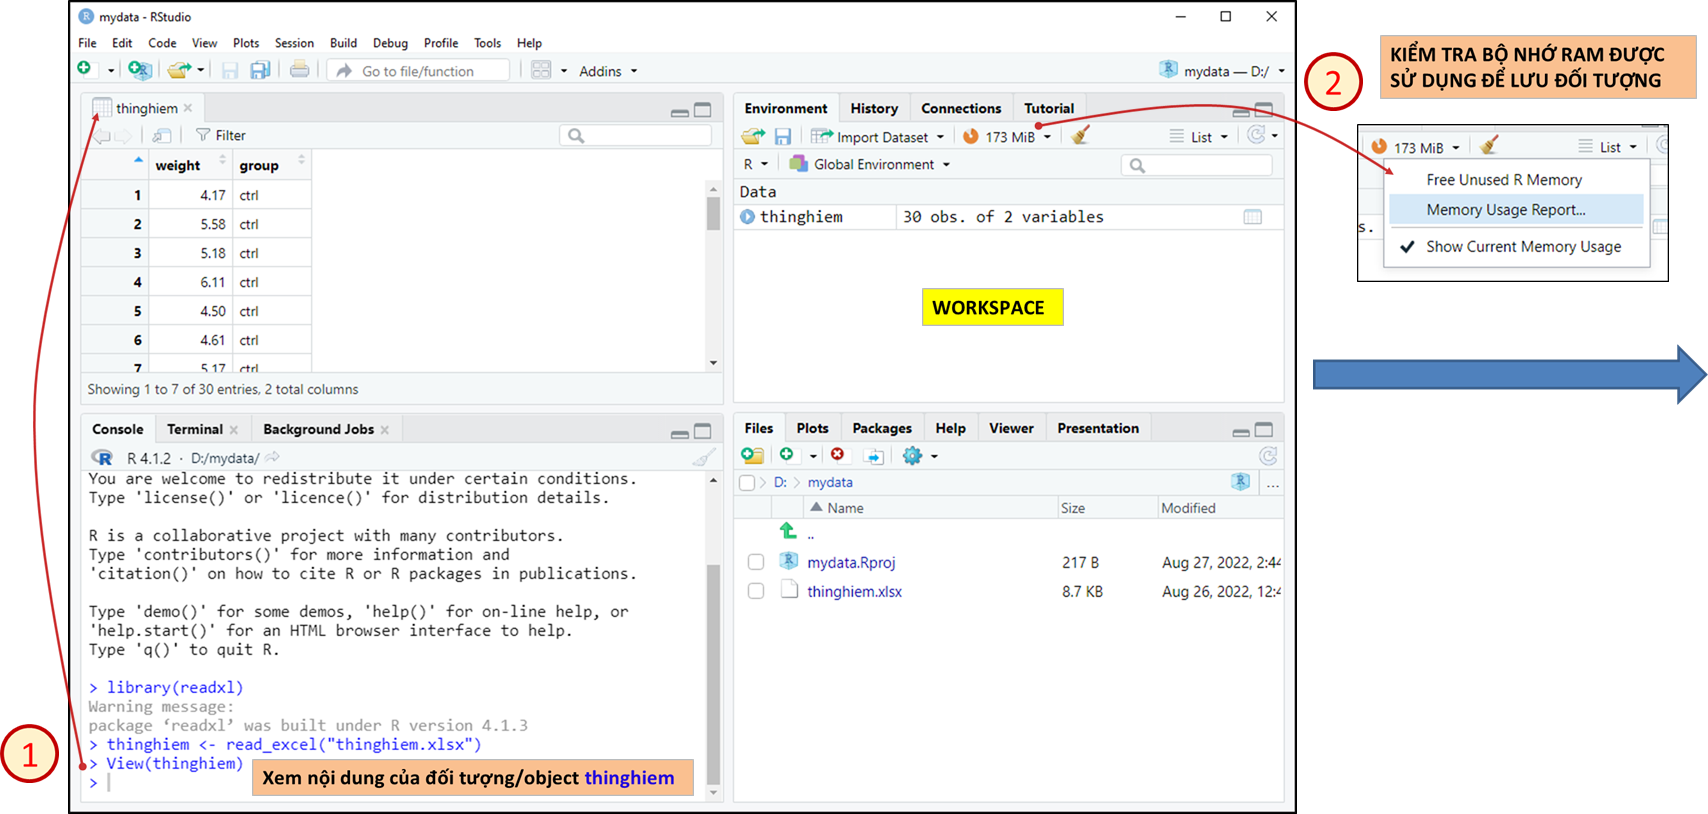 mydata - RStudio
File Edit Code View Plots Session Build Debug Profile Tools Help
Go to file/function Addins mydata — D:/
thinghiem
Filter
weight group
1 4.17 ctrl
2 5.58 ctrl
3 5.18 ctrl
4 6.11 ctrl
5 4.50 ctrl
6 4.61 ctrl
7 5.17 ctrl
Showing 1 to 7 of 30 entries, 2 total columns
Console Terminal Background Jobs
R 4.1.2 · D:/mydata/
You are welcome to redistribute it under certain conditions.
Type 'license()' or 'licence()' for distribution details.
R is a collaborative project with many contributors.
Type 'contributors()' for more information and
'citation()' on how to cite R or R packages in publications.
Type 'demo()' for some demos, 'help()' for on-line help, or
'help.start()' for an HTML browser interface to help.
Type 'q()' to quit R.
> library(readxl)
Warning message:
package ‘readxl’ was built under R version 4.1.3
> thinghiem <- read_excel("thinghiem.xlsx")
> View(thinghiem)
>
1
Xem nội dung của đối tượng/object thinghiem
Environment History Connections Tutorial
Import Dataset 173 MiB List
R Global Environment
Data
thinghiem 30 obs. of 2 variables
WORKSPACE
Files Plots Packages Help Viewer Presentation
D: mydata ...
Name Size Modified
..
mydata.Rproj 217 B Aug 27, 2022, 2:44
thinghiem.xlsx 8.7 KB Aug 26, 2022, 12:4
2
KIỂM TRA BỘ NHỚ RAM ĐƯỢC
SỬ DỤNG ĐỂ LƯU ĐỐI TƯỢNG
173 MiB List
Free Unused R Memory
Memory Usage Report...
s.
Show Current Memory Usage